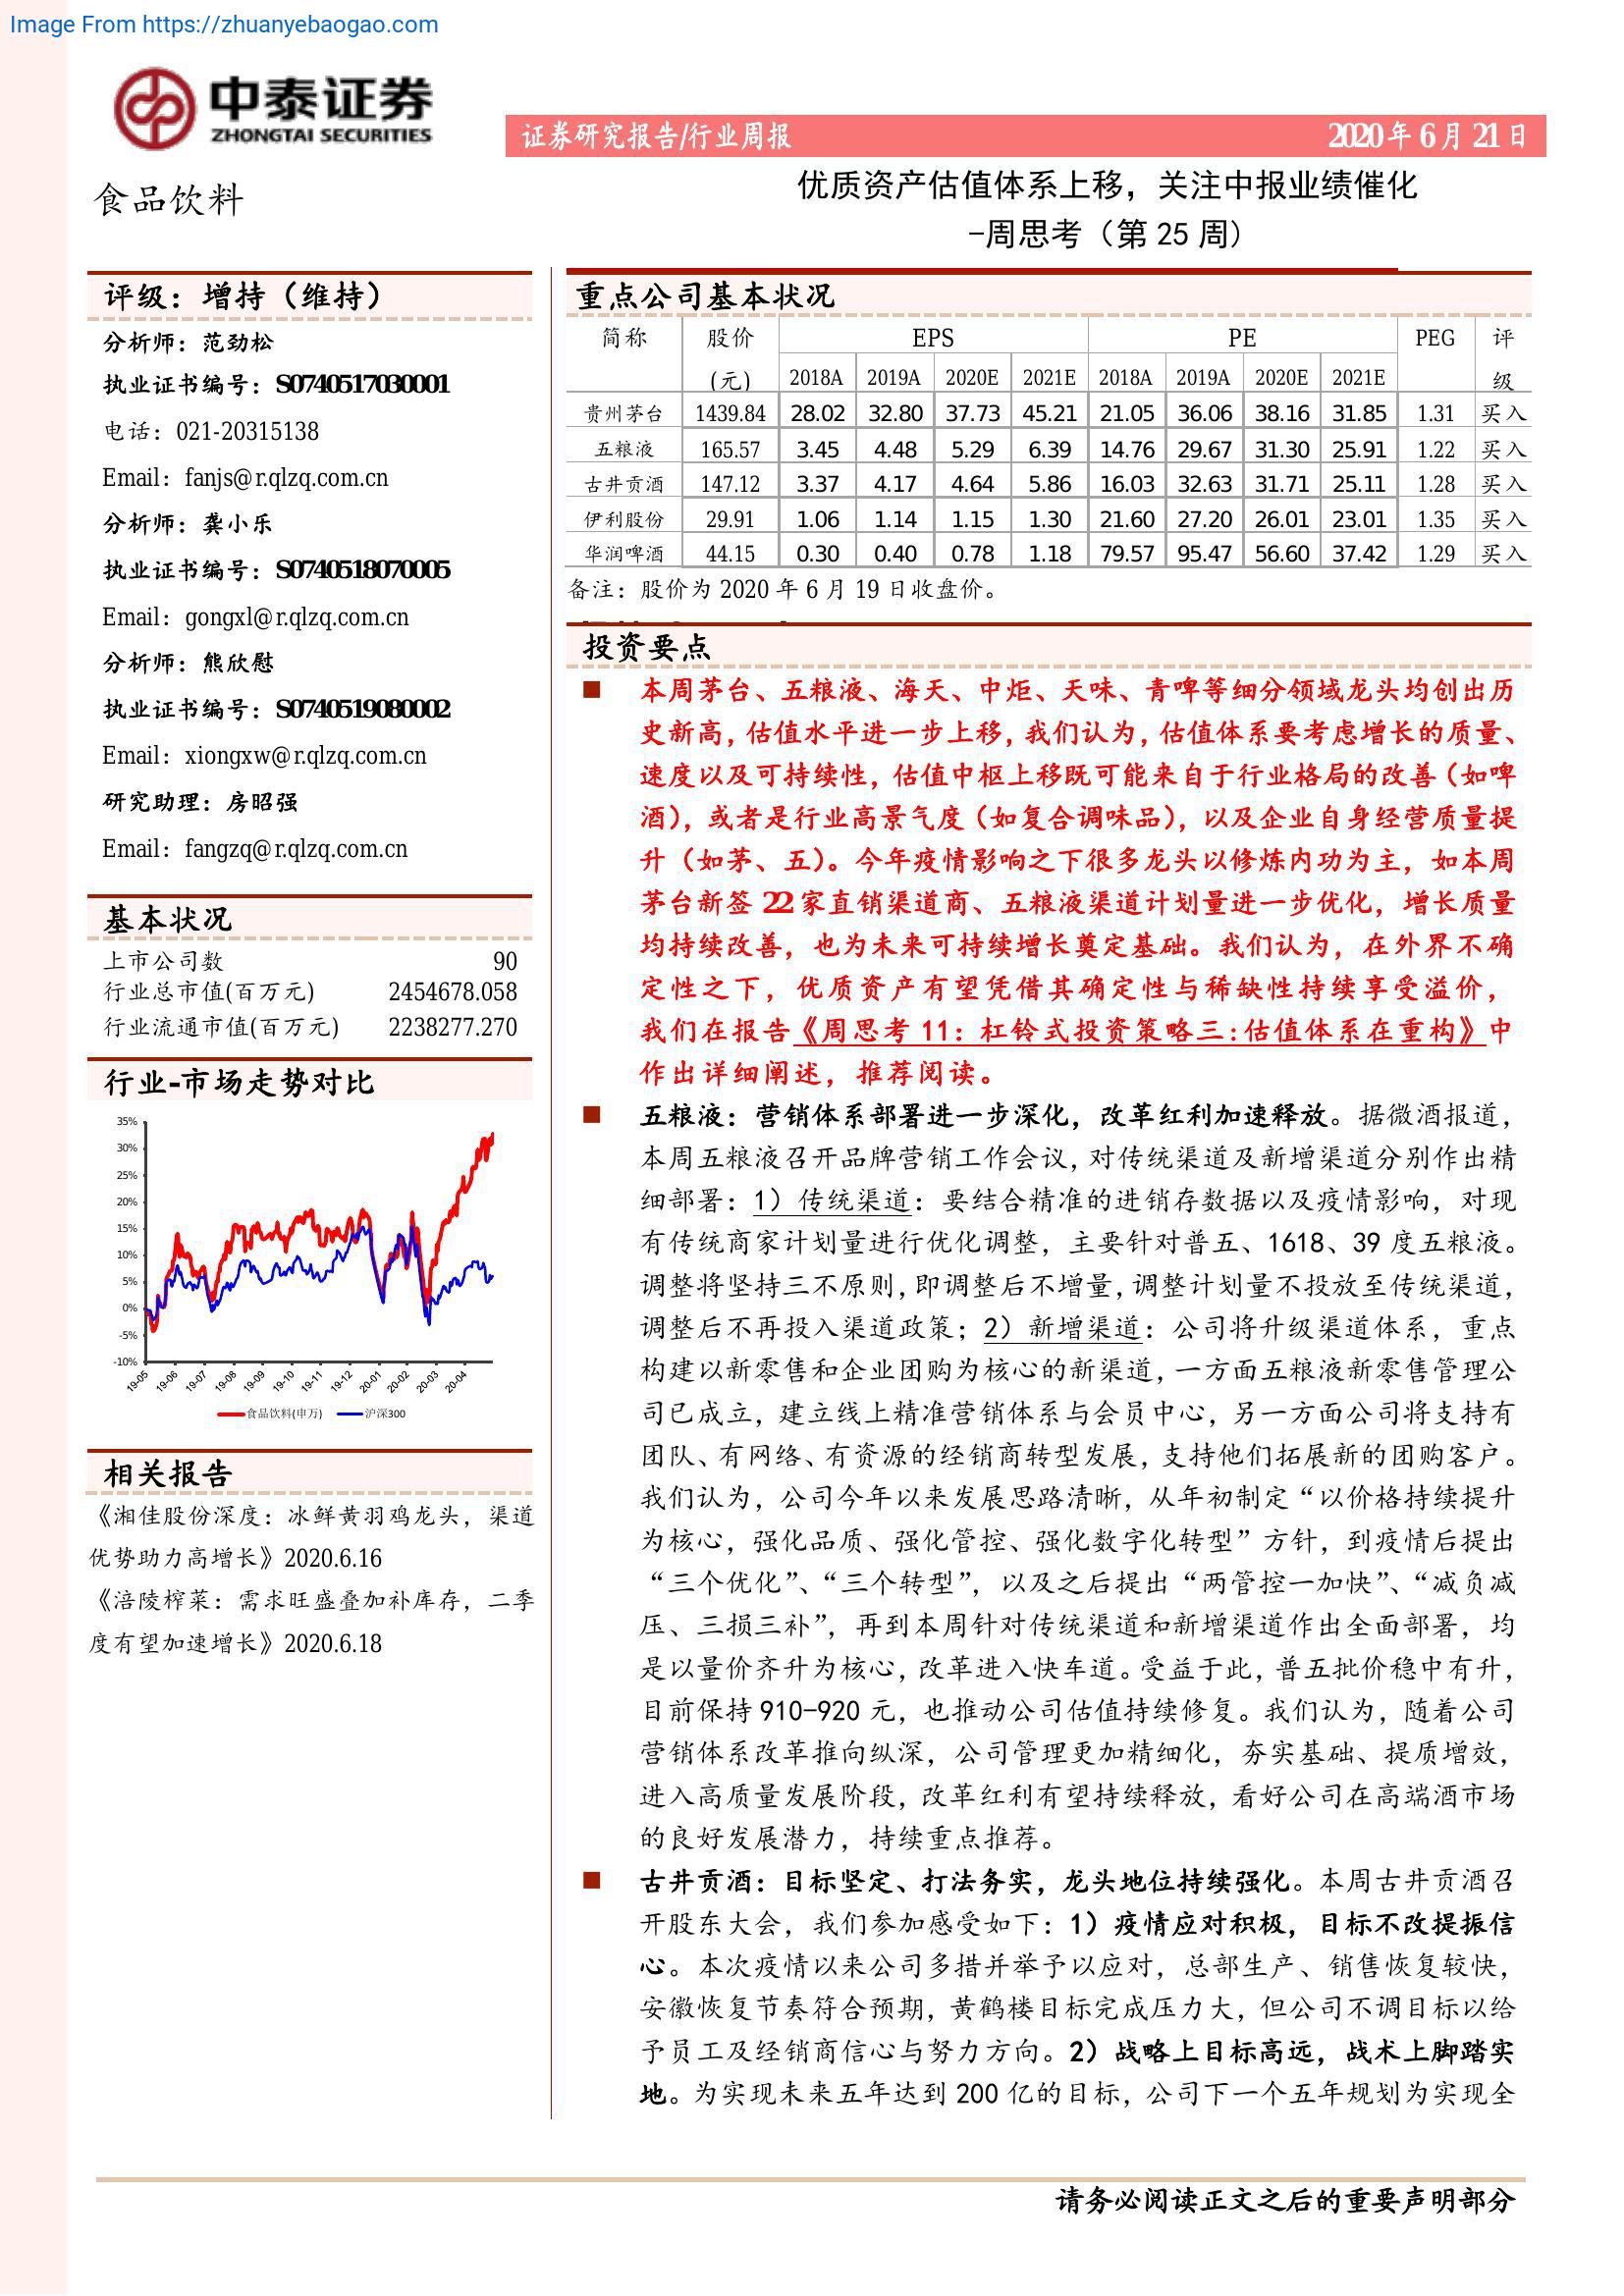 Image From https://zhuanyebaogao.com
中泰证券
ZHONGTAI SECURITIES
证券研究报告/行业周报 2020年6月21日
食品饮料
优质资产估值体系上移，关注中报业绩催化
-周思考（第 25 周）
评级：增持（维持）
分析师：范劲松
执业证书编号：S0740517030001
电话：021-20315138
Email：fanjs@r.qlzq.com.cn
分析师：龚小乐
执业证书编号：S0740518070005
Email：gongxl@r.qlzq.com.cn
分析师：熊欣慰
执业证书编号：S0740519080002
Email：xiongxw@r.qlzq.com.cn
研究助理：房昭强
Email：fangzq@r.qlzq.com.cn
基本状况
上市公司数 90
行业总市值(百万元) 2454678.058
行业流通市值(百万元) 2238277.270
行业-市场走势对比
35%
30%
25%
20%
15%
10%
5%
0%
-5%
-10%
19-05 19-06 19-07 19-08 19-09 19-10 19-11 19-12 20-01 20-02 20-03 20-04
食品饮料(申万) 沪深300
相关报告
《湘佳股份深度：冰鲜黄羽鸡龙头，渠道
优势助力高增长》2020.6.16
《涪陵榨菜：需求旺盛叠加补库存，二季
度有望加速增长》2020.6.18
重点公司基本状况
简称 股价 EPS PE PEG 评
(元) 2018A 2019A 2020E 2021E 2018A 2019A 2020E 2021E 级
贵州茅台 1439.84 28.02 32.80 37.73 45.21 21.05 36.06 38.16 31.85 1.31 买入
五粮液 165.57 3.45 4.48 5.29 6.39 14.76 29.67 31.30 25.91 1.22 买入
古井贡酒 147.12 3.37 4.17 4.64 5.86 16.03 32.63 31.71 25.11 1.28 买入
伊利股份 29.91 1.06 1.14 1.15 1.30 21.60 27.20 26.01 23.01 1.35 买入
华润啤酒 44.15 0.30 0.40 0.78 1.18 79.57 95.47 56.60 37.42 1.29 买入
备注：股价为 2020 年 6 月 19 日收盘价。
投资要点
■ 本周茅台、五粮液、海天、中炬、天味、青啤等细分领域龙头均创出历
史新高，估值水平进一步上移，我们认为，估值体系要考虑增长的质量、
速度以及可持续性，估值中枢上移既可能来自于行业格局的改善（如啤
酒），或者是行业高景气度（如复合调味品），以及企业自身经营质量提
升（如茅、五）。今年疫情影响之下很多龙头以修炼内功为主，如本周
茅台新签 22 家直销渠道商、五粮液渠道计划量进一步优化，增长质量
均持续改善，也为未来可持续增长奠定基础。我们认为，在外界不确
定性之下，优质资产有望凭借其确定性与稀缺性持续享受溢价，
我们在报告《周思考 11：杠铃式投资策略三:估值体系在重构》中
作出详细阐述，推荐阅读。
■ 五粮液：营销体系部署进一步深化，改革红利加速释放。据微酒报道，
本周五粮液召开品牌营销工作会议，对传统渠道及新增渠道分别作出精
细部署：1）传统渠道：要结合精准的进销存数据以及疫情影响，对现
有传统商家计划量进行优化调整，主要针对普五、1618、39 度五粮液。
调整将坚持三不原则，即调整后不增量，调整计划量不投放至传统渠道，
调整后不再投入渠道政策；2）新增渠道：公司将升级渠道体系，重点
构建以新零售和企业团购为核心的新渠道，一方面五粮液新零售管理公
司已成立，建立线上精准营销体系与会员中心，另一方面公司将支持有
团队、有网络、有资源的经销商转型发展，支持他们拓展新的团购客户。
我们认为，公司今年以来发展思路清晰，从年初制定“以价格持续提升
为核心，强化品质、强化管控、强化数字化转型”方针，到疫情后提出
“三个优化”、“三个转型”，以及之后提出“两管控一加快”、“减负减
压、三损三补”，再到本周针对传统渠道和新增渠道作出全面部署，均
是以量价齐升为核心，改革进入快车道。受益于此，普五批价稳中有升，
目前保持 910-920 元，也推动公司估值持续修复。我们认为，随着公司
营销体系改革推向纵深，公司管理更加精细化，夯实基础、提质增效，
进入高质量发展阶段，改革红利有望持续释放，看好公司在高端酒市场
的良好发展潜力，持续重点推荐。
■ 古井贡酒：目标坚定、打法务实，龙头地位持续强化。本周古井贡酒召
开股东大会，我们参加感受如下：1）疫情应对积极，目标不改提振信
心。本次疫情以来公司多措并举予以应对，总部生产、销售恢复较快，
安徽恢复节奏符合预期，黄鹤楼目标完成压力大，但公司不调目标以给
予员工及经销商信心与努力方向。2）战略上目标高远，战术上脚踏实
地。为实现未来五年达到 200 亿的目标，公司下一个五年规划为实现全
请务必阅读正文之后的重要声明部分